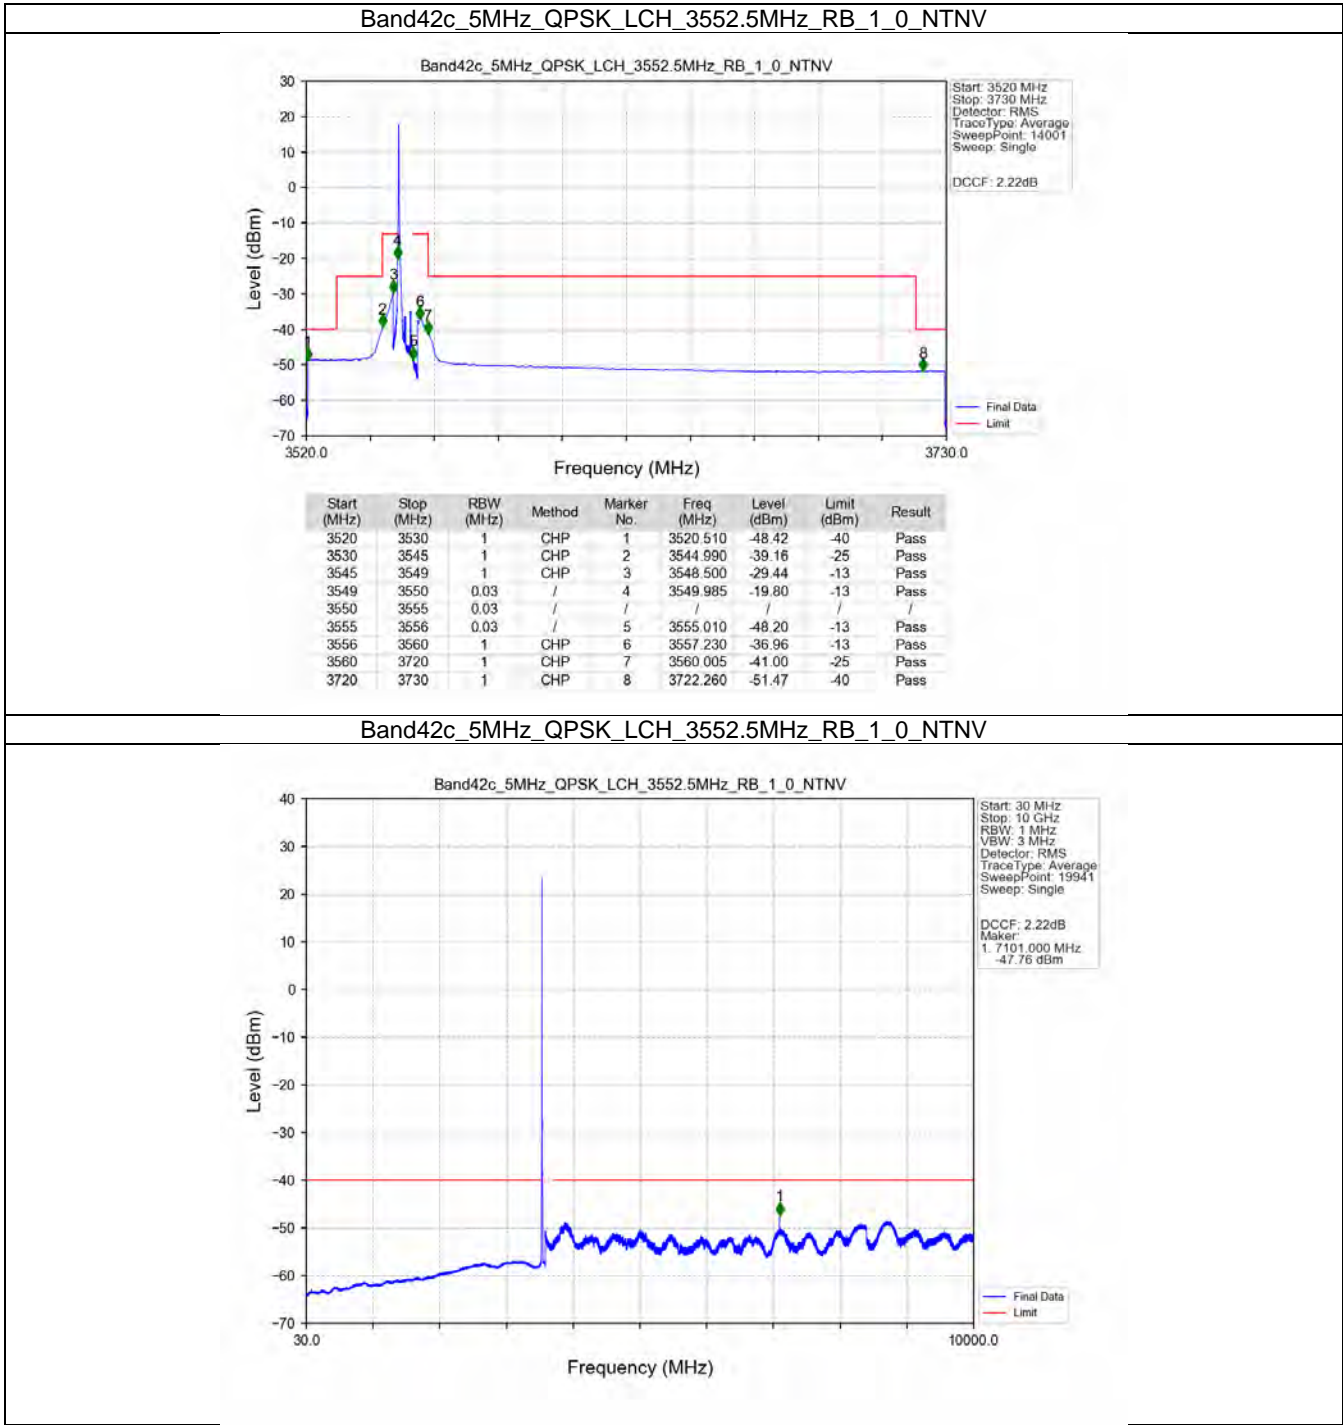 Band42c_5MHz_QPSK_LCH_3552.5MHz_RB_1_0_NTNV
Band42c_5MHz_QPSK_LCH_3552.5MHz_RB_1_0_NTNV
30
20
10
0
−10
−20
−30
−40
−50
−60
−70
Level (dBm)
1
2
3
4
5
6
7
8
3520.0
3730.0
Frequency (MHz)
Start: 3520 MHz
Stop: 3730 MHz
Detector: RMS
TraceType: Average
SweepPoint: 14001
Sweep: Single
DCCF: 2.22dB
Final Data
Limit
Start (MHz) Stop (MHz) RBW (MHz) Method Marker No. Freq (MHz) Level (dBm) Limit (dBm) Result
3520 3530 1 CHP 1 3520.510 -48.42 -40 Pass
3530 3545 1 CHP 2 3544.990 -39.16 -25 Pass
3545 3549 1 CHP 3 3548.500 -29.44 -13 Pass
3549 3550 0.03 / 4 3549.985 -19.80 -13 Pass
3550 3555 0.03 / / / / / /
3555 3556 0.03 / 5 3555.010 -48.20 -13 Pass
3556 3560 1 CHP 6 3557.230 -36.96 -13 Pass
3560 3720 1 CHP 7 3560.005 -41.00 -25 Pass
3720 3730 1 CHP 8 3722.260 -51.47 -40 Pass
Band42c_5MHz_QPSK_LCH_3552.5MHz_RB_1_0_NTNV
Band42c_5MHz_QPSK_LCH_3552.5MHz_RB_1_0_NTNV
40
30
20
10
0
−10
−20
−30
−40
−50
−60
−70
Level (dBm)
1
30.0
10000.0
Frequency (MHz)
Start: 30 MHz
Stop: 10 GHz
RBW: 1 MHz
VBW: 3 MHz
Detector: RMS
TraceType: Average
SweepPoint: 19941
Sweep: Single
DCCF: 2.22dB
Maker:
1. 7101.000 MHz
-47.76 dBm
Final Data
Limit